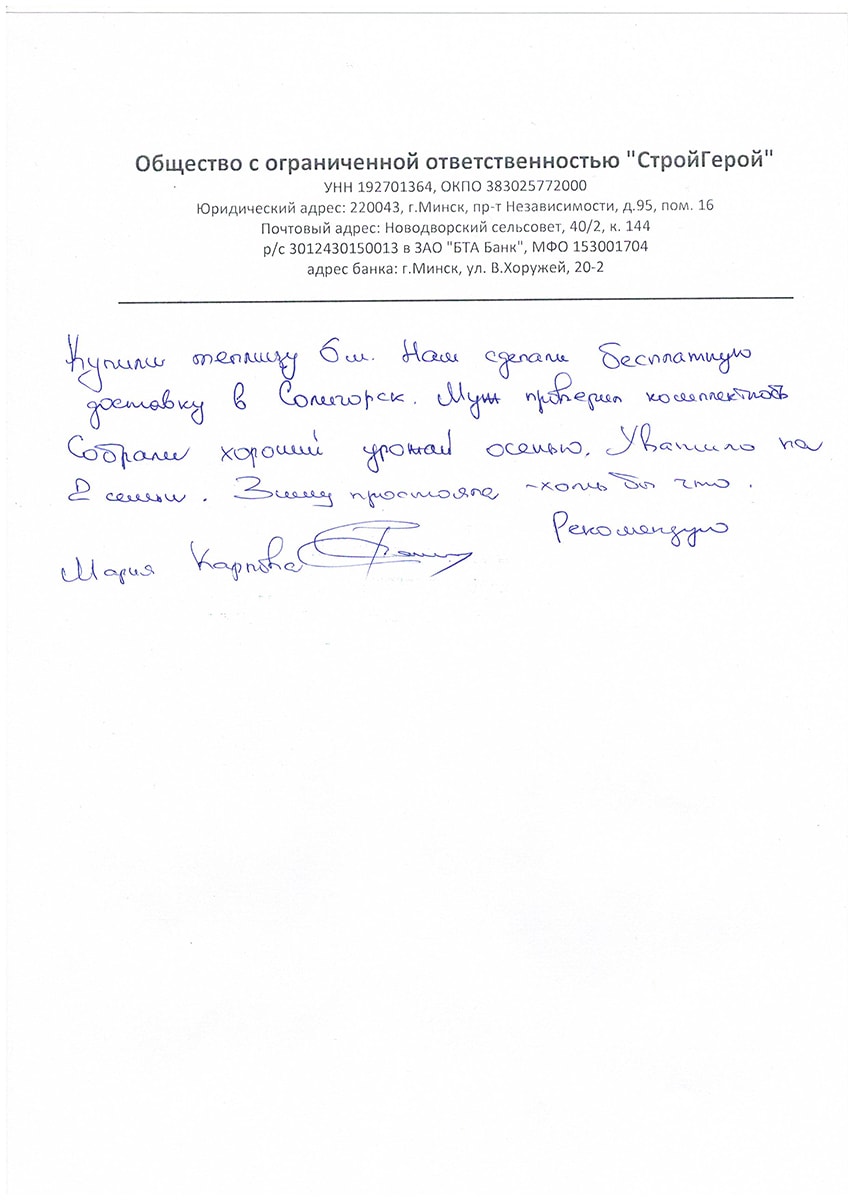 Общество с ограниченной ответственностью "СтройГерой"
УНН 192701364, ОКПО 383025772000
Юридический адрес: 220043, г.Минск, пр-т Независимости, д.95, пом. 16
Почтовый адрес: Новодворский сельсовет, 40/2, к. 144
р/с 3012430150013 в ЗАО "БТА Банк", МФО 153001704
адрес банка: г.Минск, ул. В.Хоружей, 20-2
Купили теплицу 6м. Нам сделали бесплатную
доставку в Солигорск. Муж проверил комплектность
Собрали хороший урожай осенью. Хватило на
2 семьи. Зиму простояла - хоть бы что.
Рекомендую
Мария Карпова